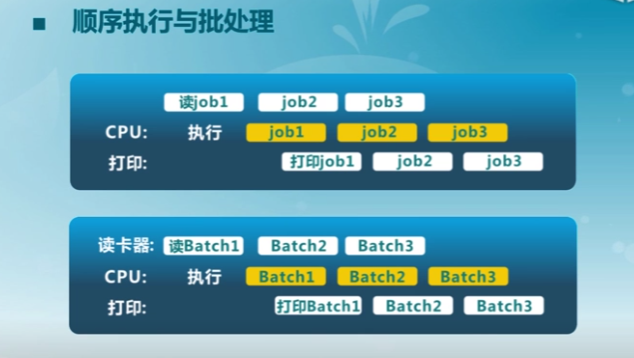 顺序执行与批处理
读job1 job2 job3
CPU: 执行 job1 job2 job3
打印: 打印job1 job2 job3
读卡器: 读Batch1 Batch2 Batch3
CPU: 执行 Batch1 Batch2 Batch3
打印: 打印Batch1 Batch2 Batch3